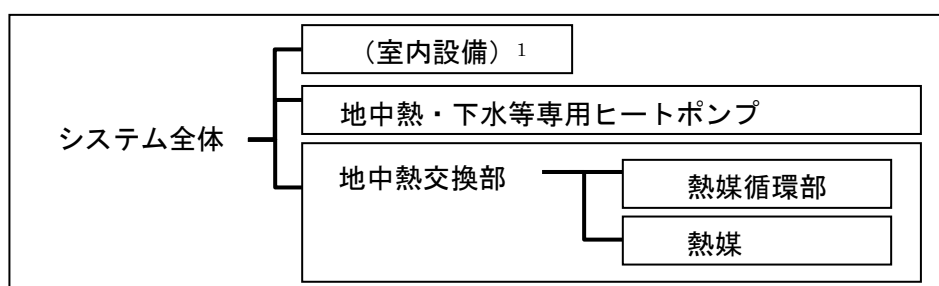 （室内設備）1
地中熱・下水等専用ヒートポンプ
システム全体
地中熱交換部
熱媒循環部
熱媒